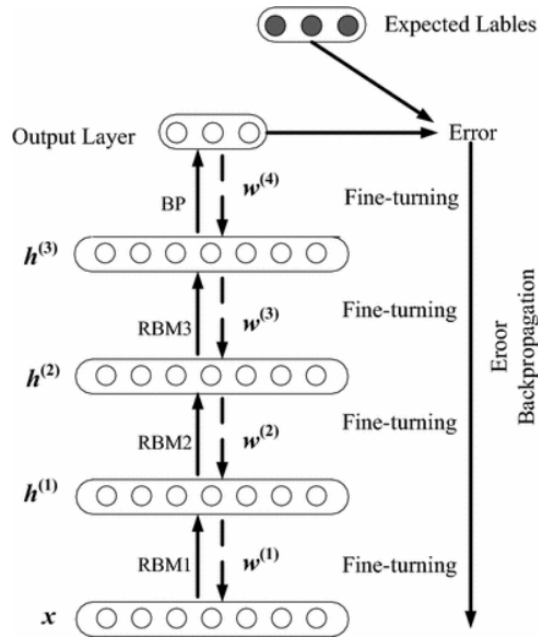 Expected Lables
Output Layer
Error
BP
w(4)
Fine-turning
h(3)
RBM3
w(3)
Fine-turning
Eroor
Backpropagation
h(2)
RBM2
w(2)
Fine-turning
h(1)
RBM1
w(1)
Fine-turning
x